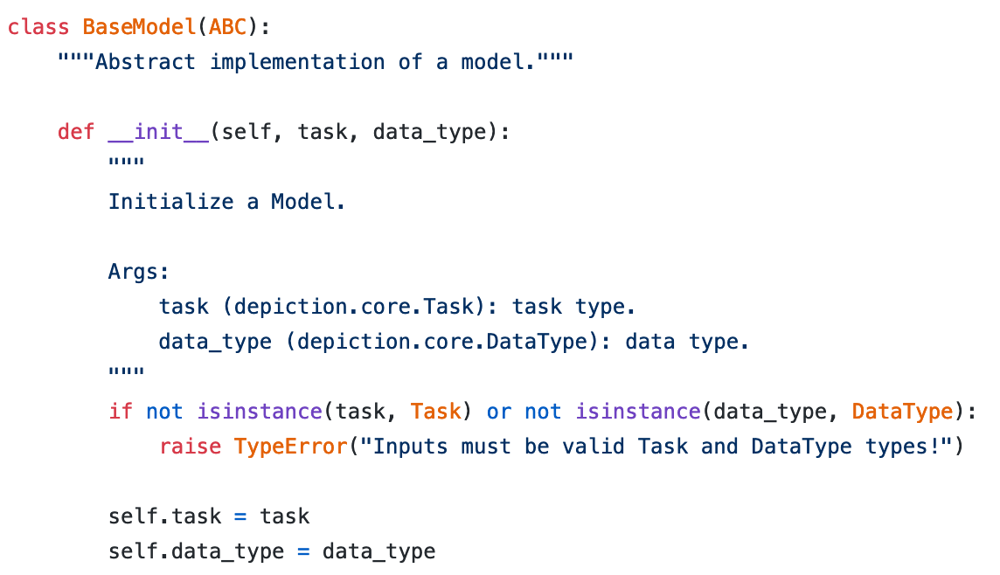 class BaseModel(ABC):
    """Abstract implementation of a model."""

    def __init__(self, task, data_type):
        """
        Initialize a Model.

        Args:
            task (depiction.core.Task): task type.
            data_type (depiction.core.DataType): data type.
        """
        if not isinstance(task, Task) or not isinstance(data_type, DataType):
            raise TypeError("Inputs must be valid Task and DataType types!")

        self.task = task
        self.data_type = data_type